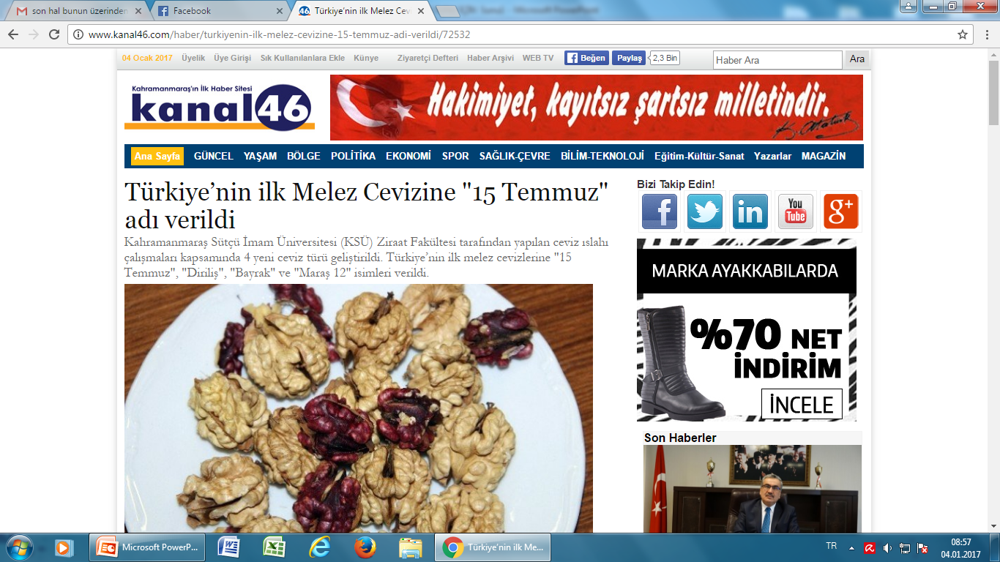 son hal bunun üzerinden
Facebook
Türkiye'nin ilk Melez Cev
www.kanal46.com/haber/turkiyenin-ilk-melez-cevizine-15-temmuz-adi-verildi/72532
04 Ocak 2017 Üyelik Üye Girişi Sık Kullanılanlara Ekle Künye Ziyaretçi Defteri Haber Arşivi WEB TV Beğen Paylaş 2,3 Bin Haber Ara Ara
Kahramanmaraş'ın İlk Haber Sitesi
kanal46
Hakimiyet, kayıtsız şartsız milletindir.
K. Atatürk
Ana Sayfa GÜNCEL YAŞAM BÖLGE POLİTİKA EKONOMİ SPOR SAĞLIK-ÇEVRE BİLİM-TEKNOLOJİ Eğitim-Kültür-Sanat Yazarlar MAGAZİN
Türkiye'nin ilk Melez Cevizine "15 Temmuz"
adı verildi
Kahramanmaraş Sütçü İmam Üniversitesi (KSÜ) Ziraat Fakültesi tarafından yapılan ceviz ıslahı
çalışmaları kapsamında 4 yeni ceviz türü geliştirildi. Türkiye'nin ilk melez cevizlerine "15
Temmuz", "Diriliş", "Bayrak" ve "Maraş 12" isimleri verildi.
Bizi Takip Edin!
You
Tube
MARKA AYAKKABILARDA
%70 NET
İNDİRİM
İNCELE
Son Haberler
Microsoft PowerP...
Türkiye'nin ilk Me...
TR
08:57
04.01.2017